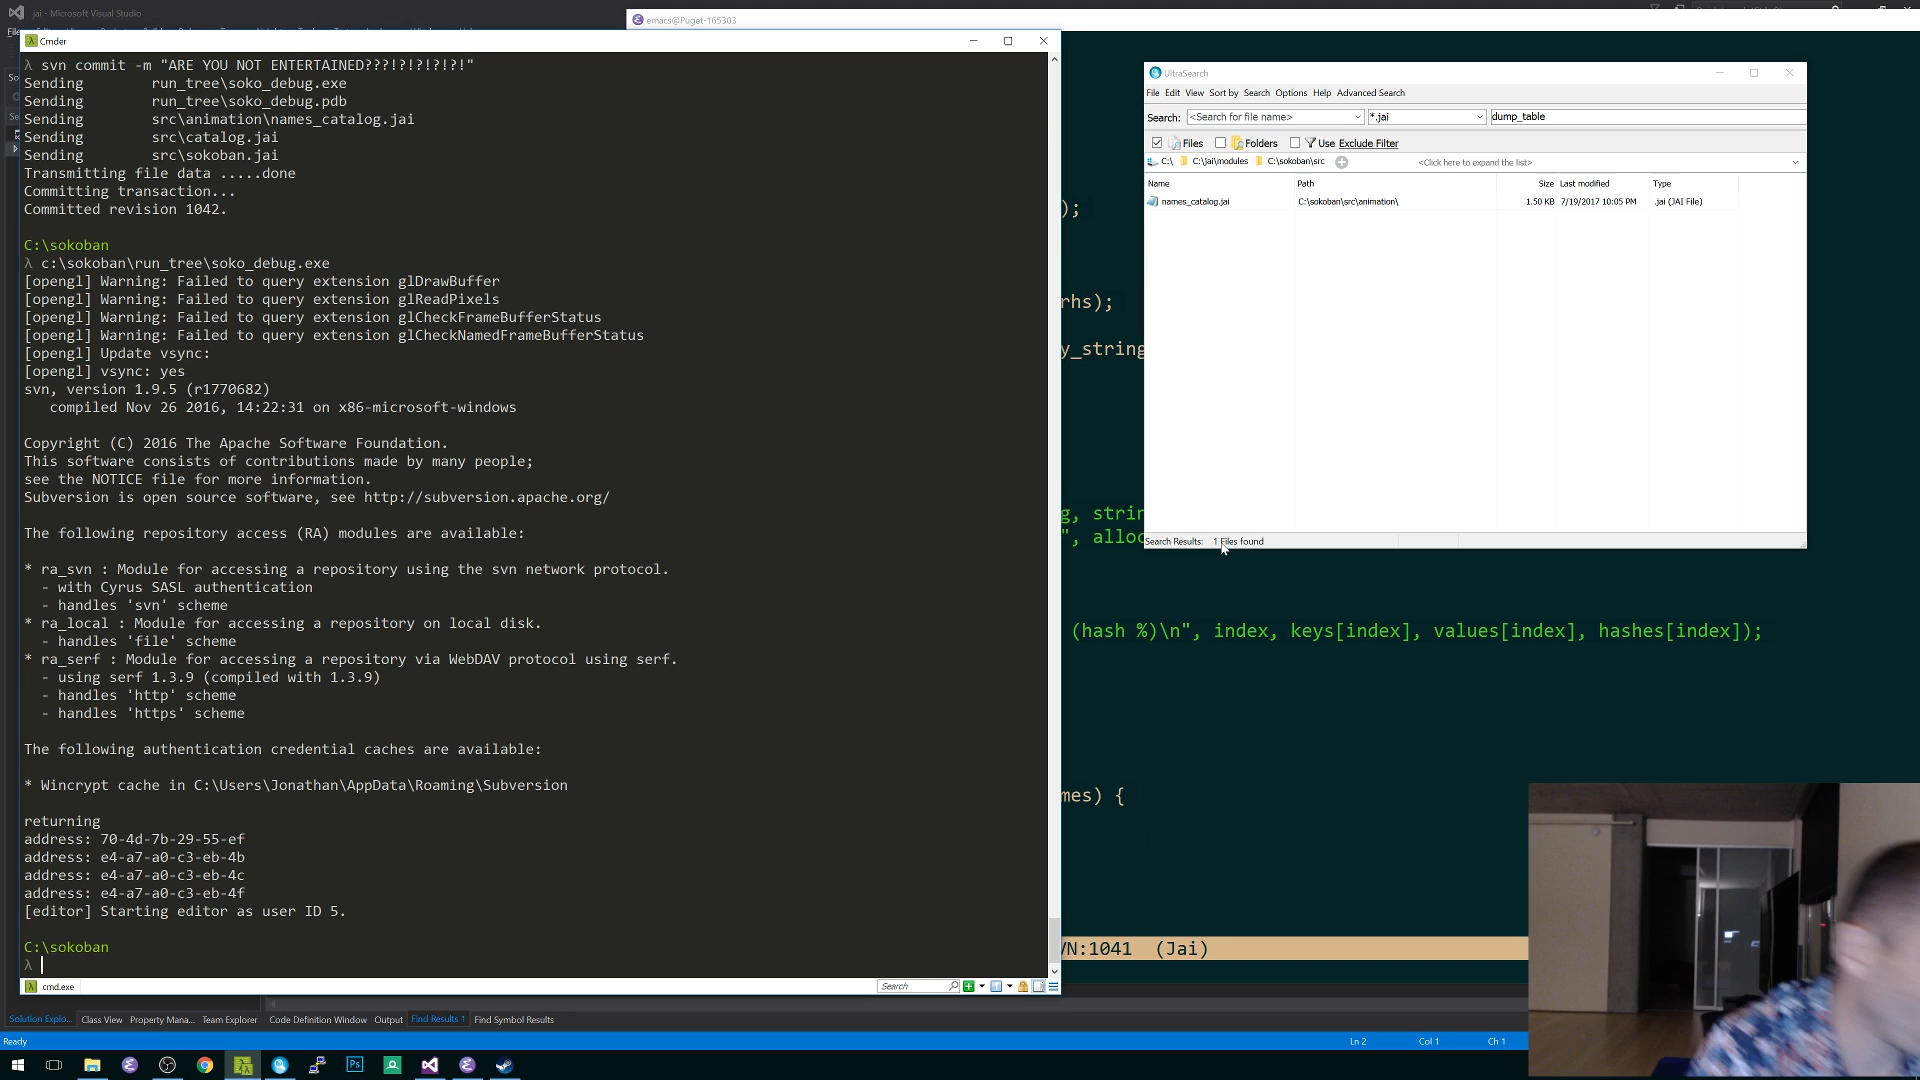 jai - Microsoft Visual Studio
emacs@Puget-165303
Cmder
λ svn commit -m "ARE YOU NOT ENTERTAINED???!?!?!?!?!"
Sending        run_tree\soko_debug.exe
Sending        run_tree\soko_debug.pdb
Sending        src\animation\names_catalog.jai
Sending        src\catalog.jai
Sending        src\sokoban.jai
Transmitting file data .....done
Committing transaction...
Committed revision 1042.
C:\sokoban
λ c:\sokoban\run_tree\soko_debug.exe
[opengl] Warning: Failed to query extension glDrawBuffer
[opengl] Warning: Failed to query extension glReadPixels
[opengl] Warning: Failed to query extension glCheckFrameBufferStatus
[opengl] Warning: Failed to query extension glCheckNamedFrameBufferStatus
[opengl] Update vsync:
[opengl] vsync: yes
svn, version 1.9.5 (r1770682)
   compiled Nov 26 2016, 14:22:31 on x86-microsoft-windows
Copyright (C) 2016 The Apache Software Foundation.
This software consists of contributions made by many people;
see the NOTICE file for more information.
Subversion is open source software, see http://subversion.apache.org/
The following repository access (RA) modules are available:
* ra_svn : Module for accessing a repository using the svn network protocol.
  - with Cyrus SASL authentication
  - handles 'svn' scheme
* ra_local : Module for accessing a repository on local disk.
  - handles 'file' scheme
* ra_serf : Module for accessing a repository via WebDAV protocol using serf.
  - using serf 1.3.9 (compiled with 1.3.9)
  - handles 'http' scheme
  - handles 'https' scheme
The following authentication credential caches are available:
* Wincrypt cache in C:\Users\Jonathan\AppData\Roaming\Subversion
returning
address: 70-4d-7b-29-55-ef
address: e4-a7-a0-c3-eb-4b
address: e4-a7-a0-c3-eb-4c
address: e4-a7-a0-c3-eb-4f
[editor] Starting editor as user ID 5.
C:\sokoban
λ
cmd.exe
Search
UltraSearch
File Edit View Sort by Search Options Help Advanced Search
Search: <Search for file name> *.jai dump_table
Files Folders Use Exclude Filter
C:\ C:\jai\modules C:\sokoban\src <Click here to expand the list>
Name Path Size Last modified Type
names_catalog.jai C:\sokoban\src\animation\ 1.50 KB 7/19/2017 10:05 PM .jai (JAI File)
Search Results: 1 Files found
);
rhs);
y_string
g, strin
", alloc
(hash %)\n", index, keys[index], values[index], hashes[index]);
mes) {
VN:1041 (Jai)
Solution Explo... Class View Property Mana... Team Explorer Code Definition Window Output Find Results 1 Find Symbol Results
Ready Ln 2 Col 1 Ch 1
Ps